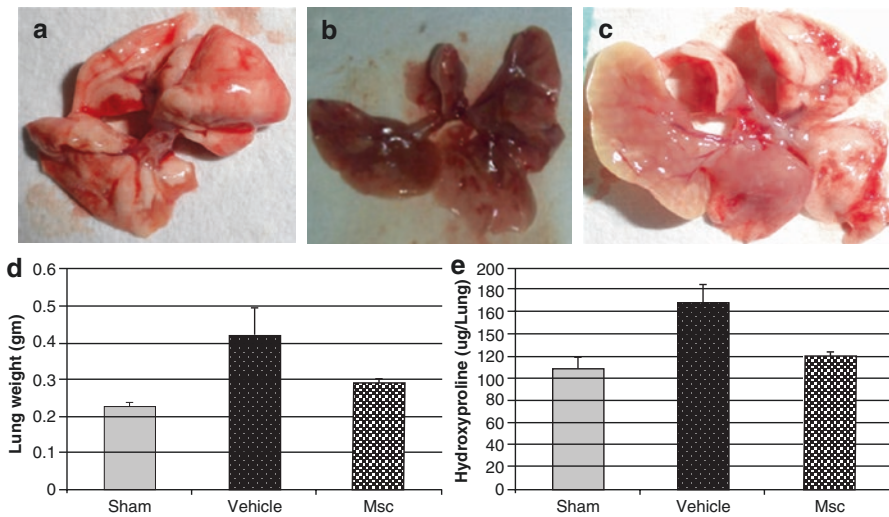 a
b
c
d
Lung weight (gm)
0.6
0.5
0.4
0.3
0.2
0.1
0
Sham
Vehicle
Msc
e
Hydroxyproline (ug/Lung)
200
180
160
140
120
100
80
60
40
20
0
Sham
Vehicle
Msc